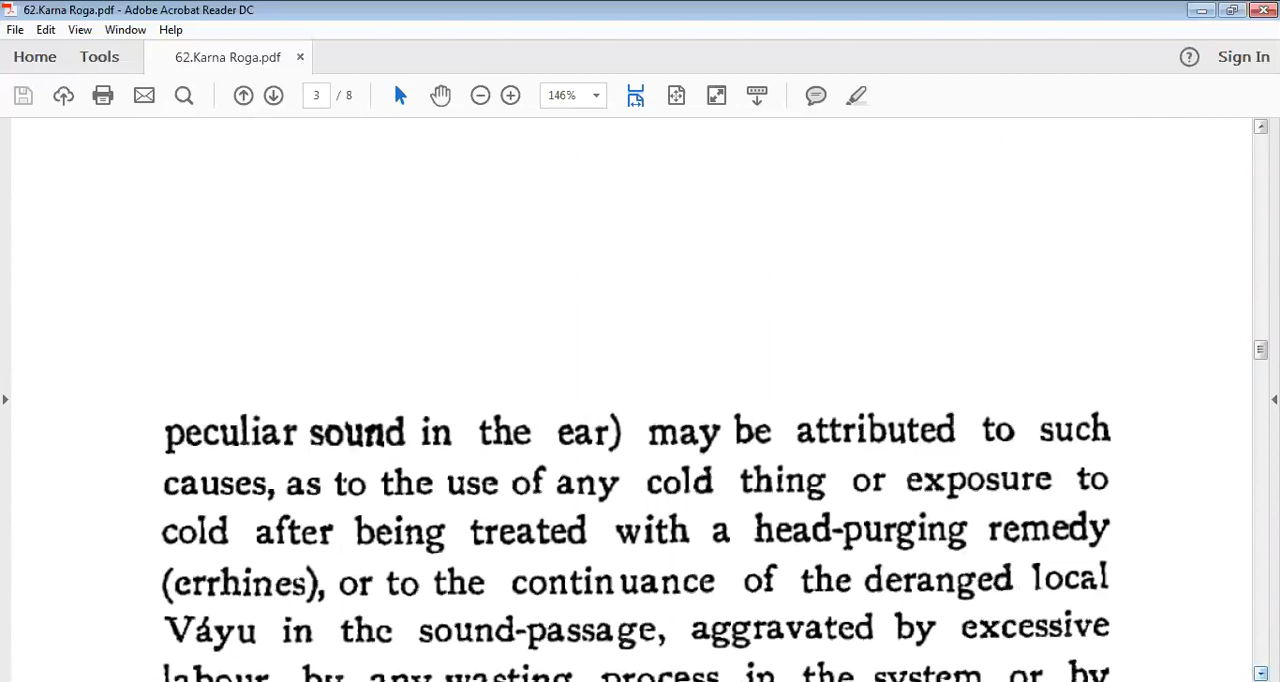 62.Karna Roga.pdf - Adobe Acrobat Reader DC
File Edit View Window Help
Home Tools 62.Karna Roga.pdf × ? Sign In
3 / 8 146%
peculiar sound in the ear) may be attributed to such
causes, as to the use of any cold thing or exposure to
cold after being treated with a head-purging remedy
(errhines), or to the continuance of the deranged local
Váyu in the sound-passage, aggravated by excessive
labour, by any wasting process in the system or by